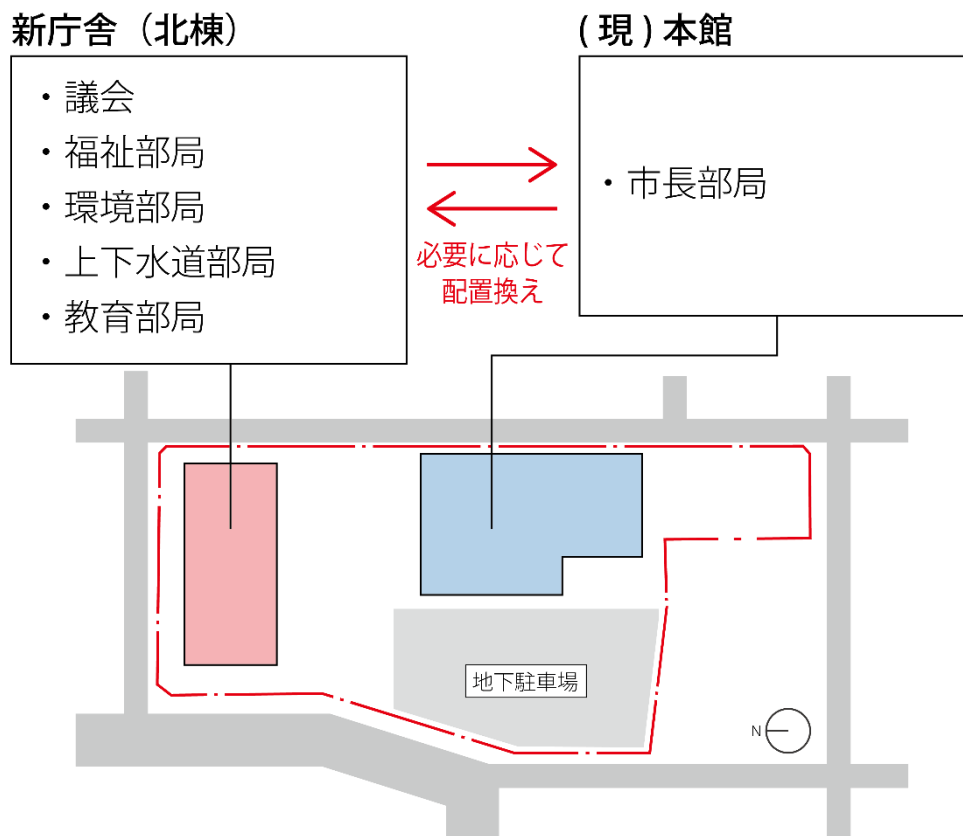 新庁舎（北棟）
・議会
・福祉部局
・環境部局
・上下水道部局
・教育部局
(現)本館
・市長部局
必要に応じて
配置換え
地下駐車場
N